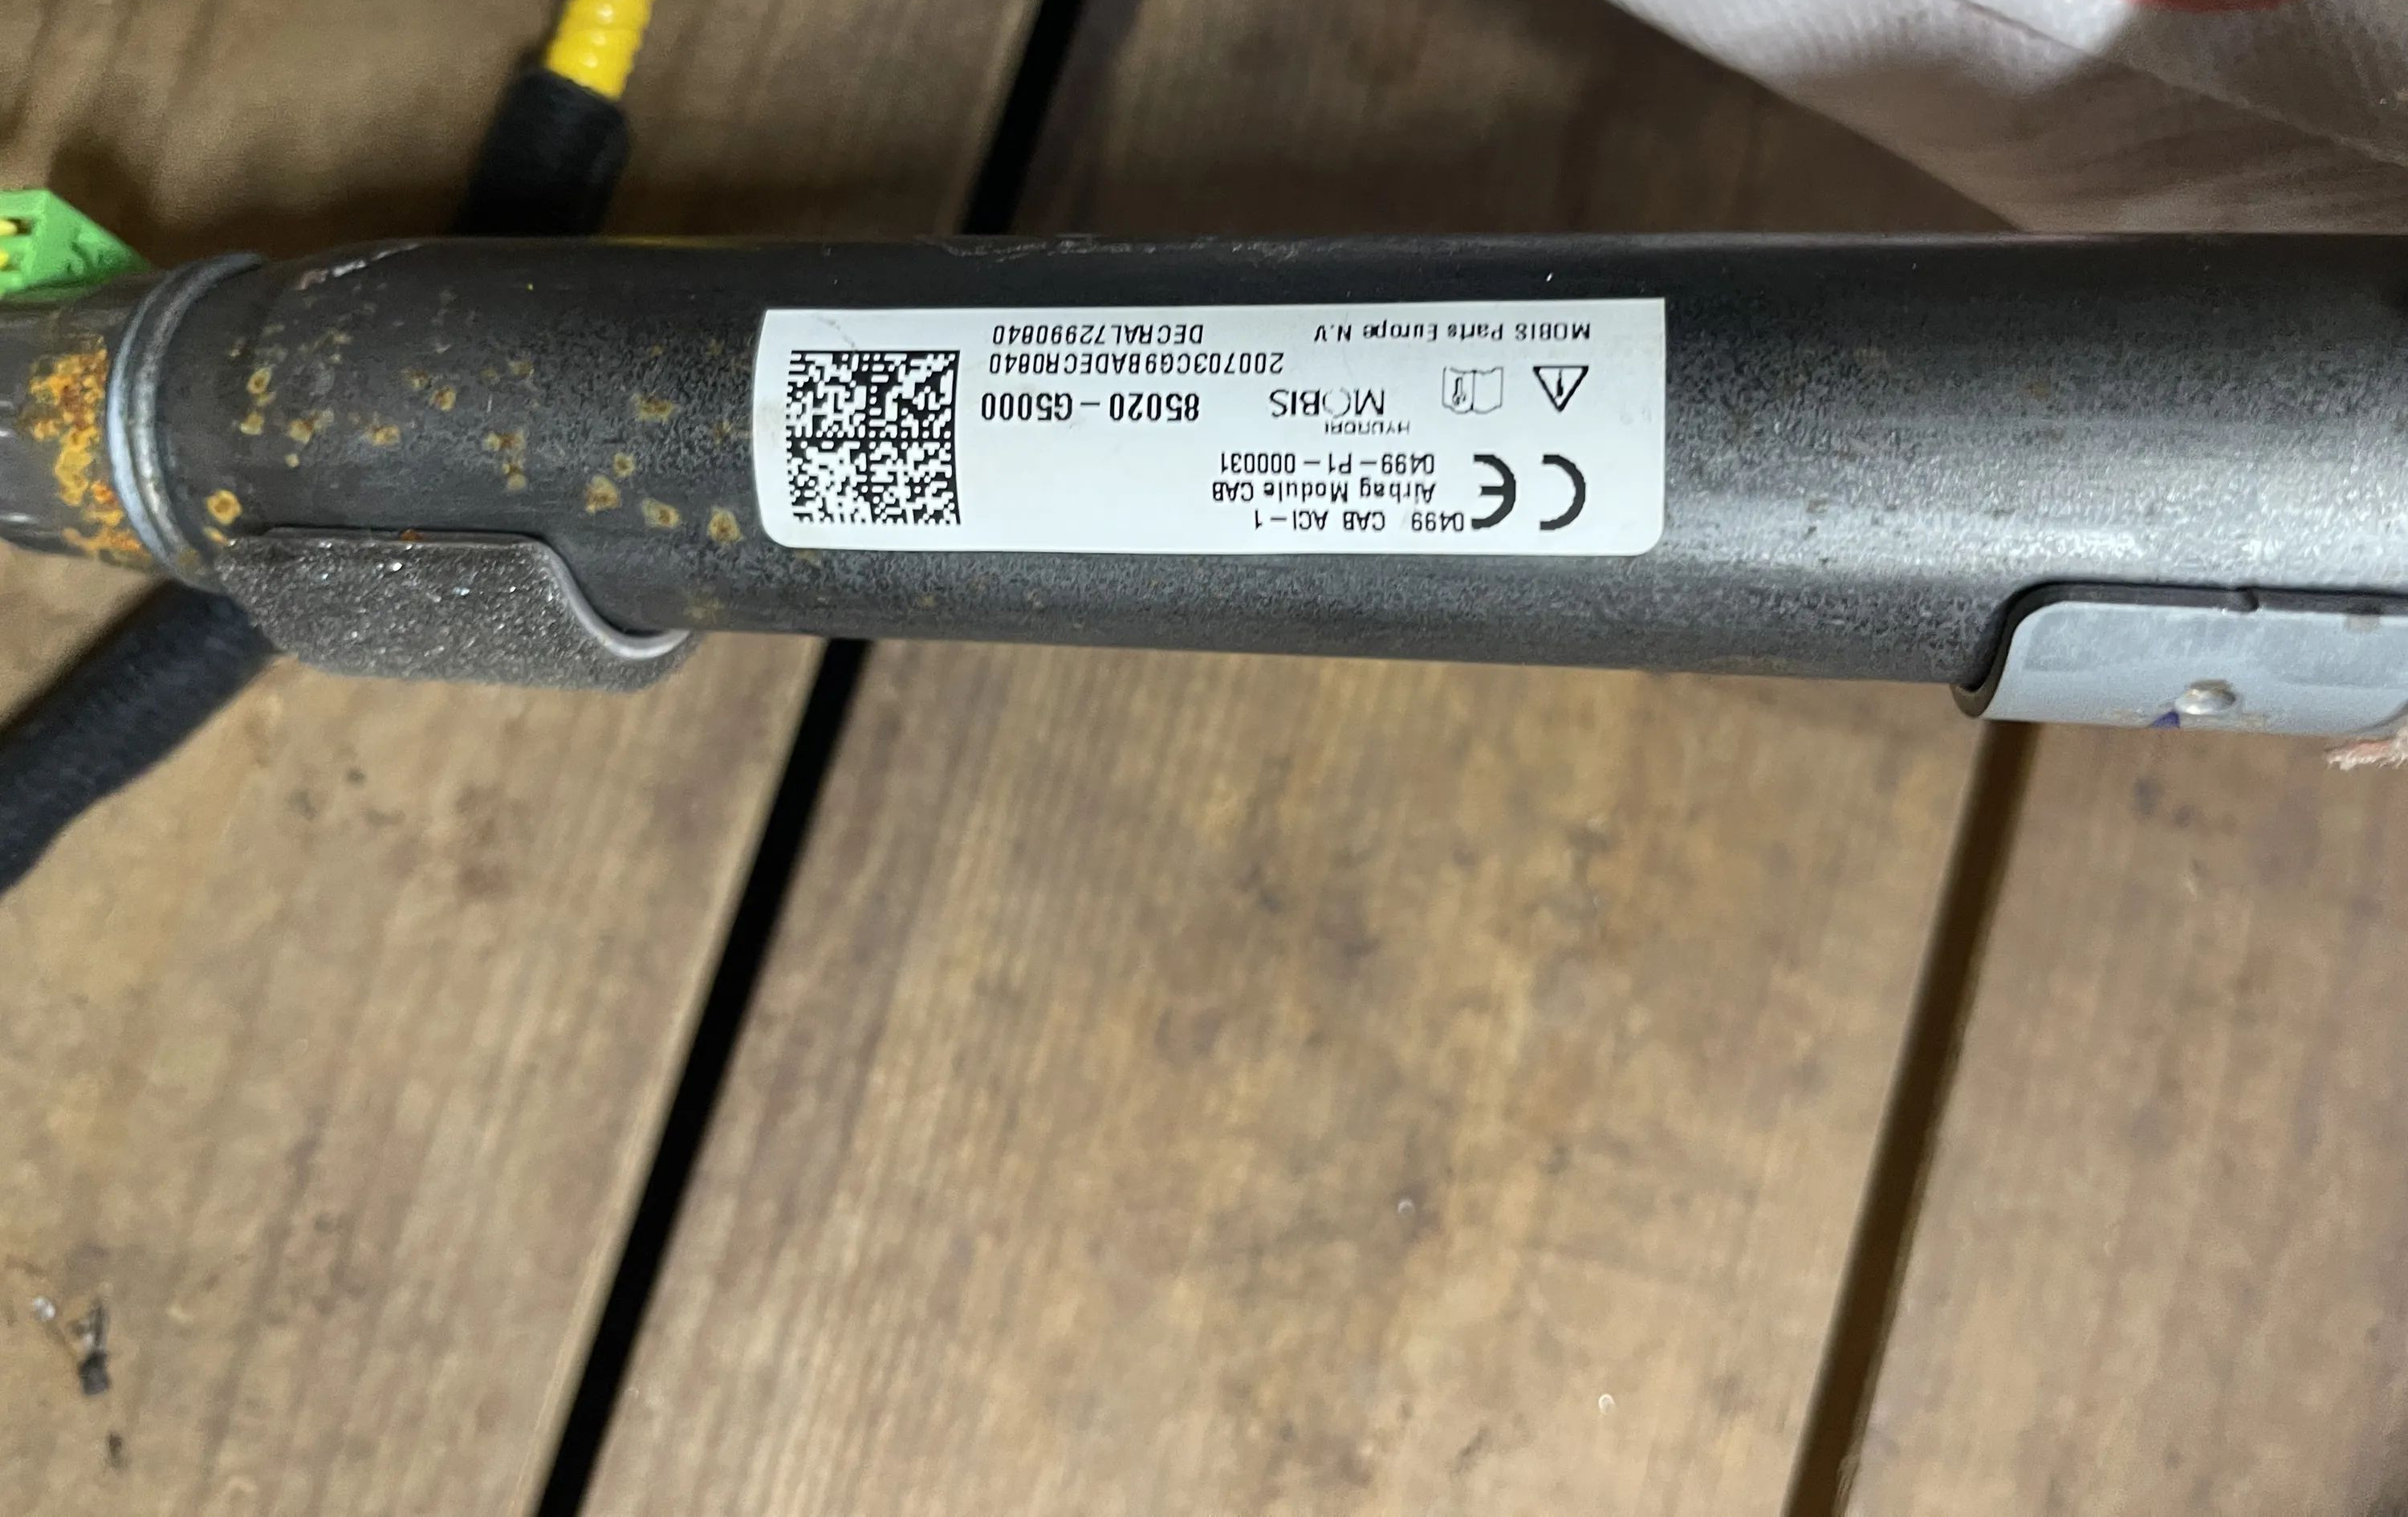 0499 CAB ACI-1
Airbag Module CAB
0499-P1-000031
HYUNDAI
MOBIS
85020-G5000
200703CG9BADECR0840
MOBIS Parts Europe N.V
DECRAL72990840